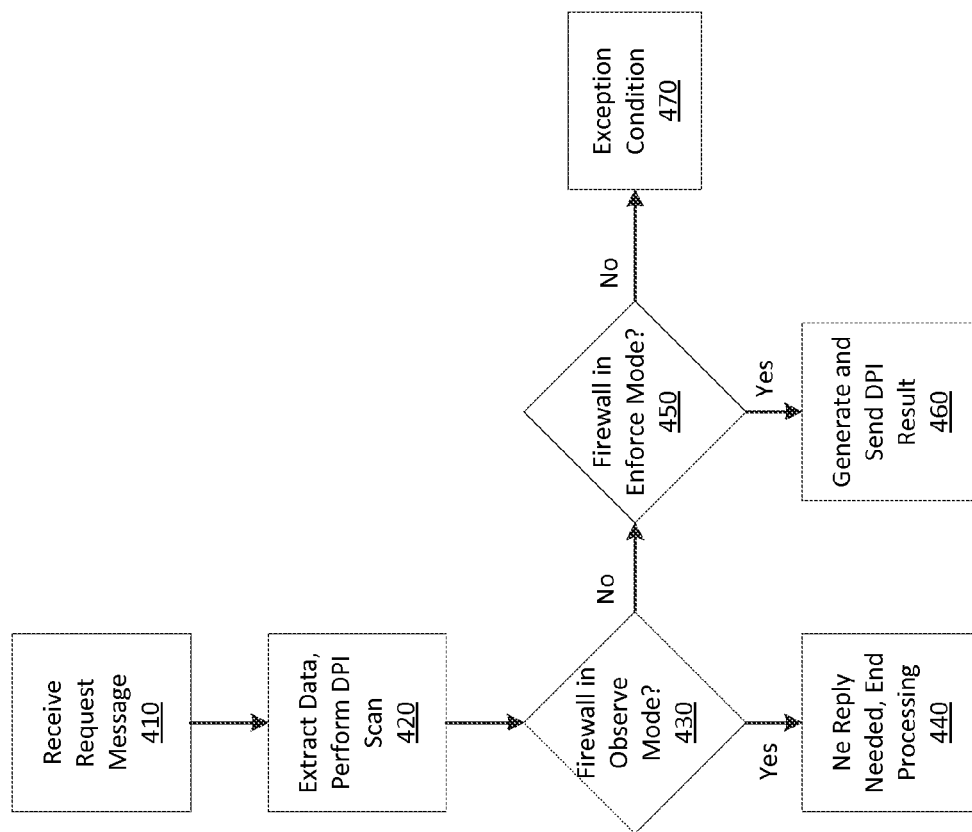 Receive
Request
Message
410
Extract Data,
Perform DPI
Scan
420
Firewall in
Observe
Mode?
430
Yes
No
Ne Reply
Needed, End
Processing
440
Firewall in
Enforce Mode?
450
Yes
No
Generate and
Send DPI
Result
460
Exception
Condition
470